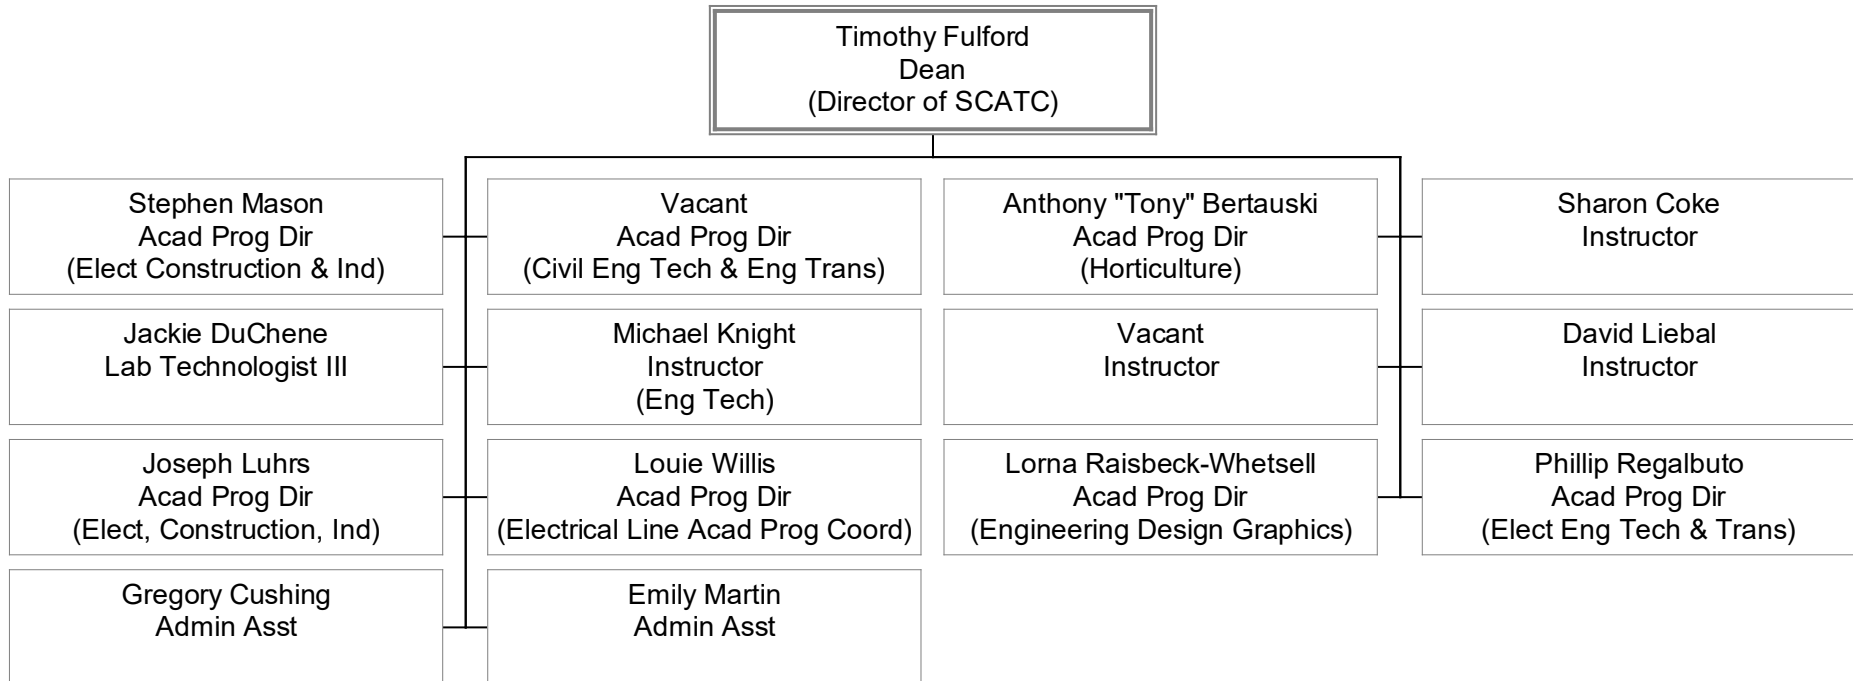 Timothy Fulford
Dean
(Director of SCATC)
Stephen Mason
Acad Prog Dir
(Elect Construction & Ind)
Vacant
Acad Prog Dir
(Civil Eng Tech & Eng Trans)
Anthony "Tony" Bertauski
Acad Prog Dir
(Horticulture)
Sharon Coke
Instructor
Jackie DuChene
Lab Technologist III
Michael Knight
Instructor
(Eng Tech)
Vacant
Instructor
David Liebal
Instructor
Joseph Luhrs
Acad Prog Dir
(Elect, Construction, Ind)
Louie Willis
Acad Prog Dir
(Electrical Line Acad Prog Coord)
Lorna Raisbeck-Whetsell
Acad Prog Dir
(Engineering Design Graphics)
Phillip Regalbuto
Acad Prog Dir
(Elect Eng Tech & Trans)
Gregory Cushing
Admin Asst
Emily Martin
Admin Asst